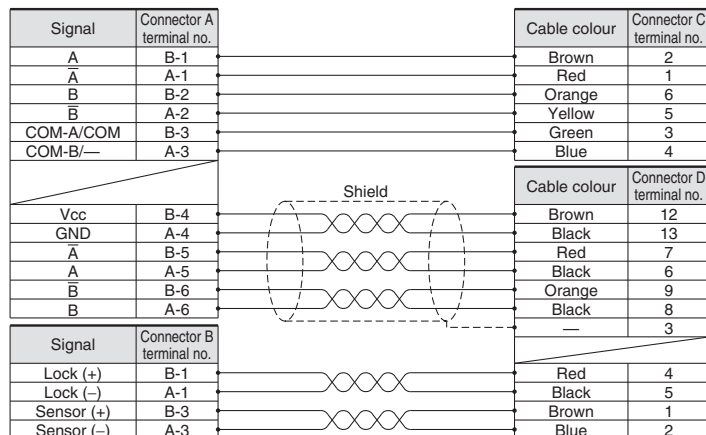 Signal Connector A terminal no. Cable colour Connector C terminal no.
A B-1 Brown 2
A̅ A-1 Red 1
B B-2 Orange 6
B̅ A-2 Yellow 5
COM-A/COM B-3 Green 3
COM-B/— A-3 Blue 4
Shield
Cable colour Connector D terminal no.
Vcc B-4 Brown 12
GND A-4 Black 13
A̅ B-5 Red 7
A A-5 Black 6
B̅ B-6 Orange 9
B A-6 Black 8
— 3
Signal Connector B terminal no.
Lock (+) B-1 Red 4
Lock (–) A-1 Black 5
Sensor (+) B-3 Brown 1
Sensor (–) A-3 Blue 2